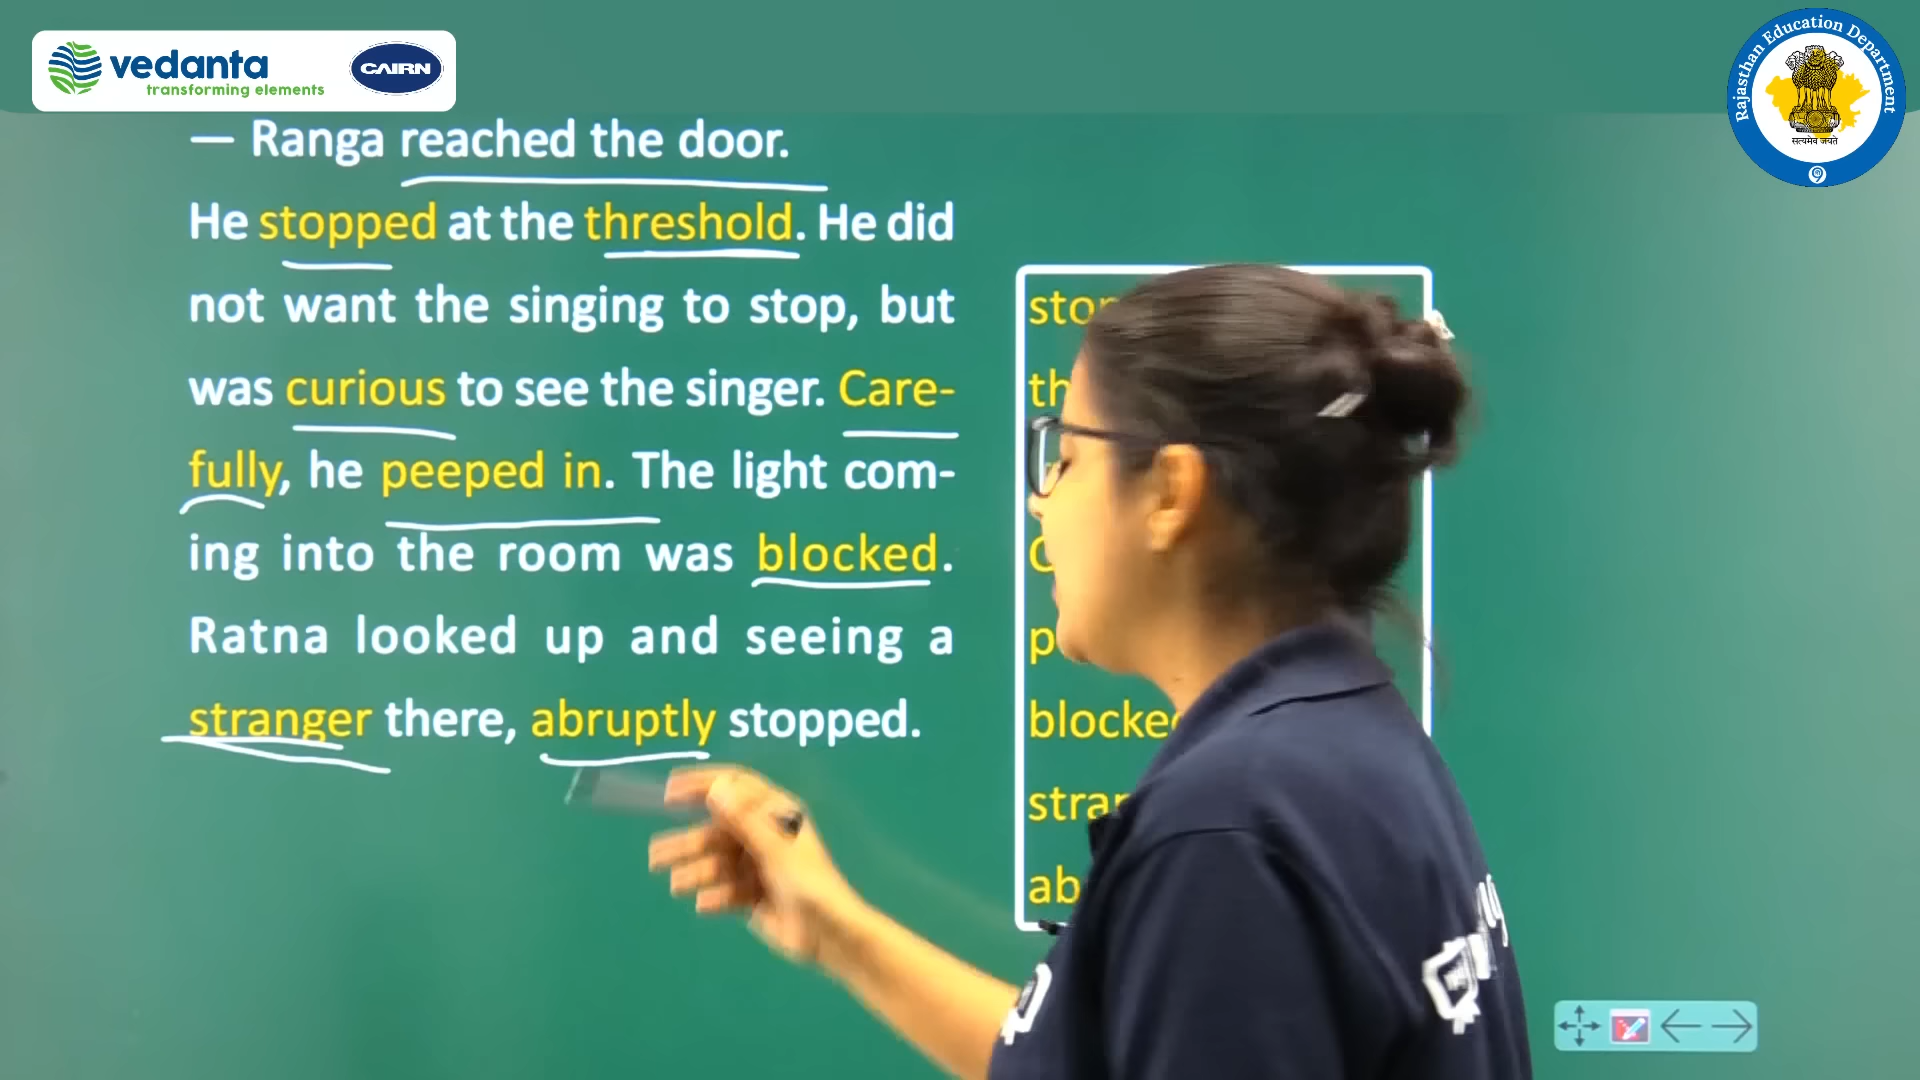 vedanta
transforming elements
CAIRN
Rajasthan Education Department
सत्यमेव जयते
— Ranga reached the door.
He stopped at the threshold. He did
not want the singing to stop, but
was curious to see the singer. Care-
fully, he peeped in. The light com-
ing into the room was blocked.
Ratna looked up and seeing a
stranger there, abruptly stopped.